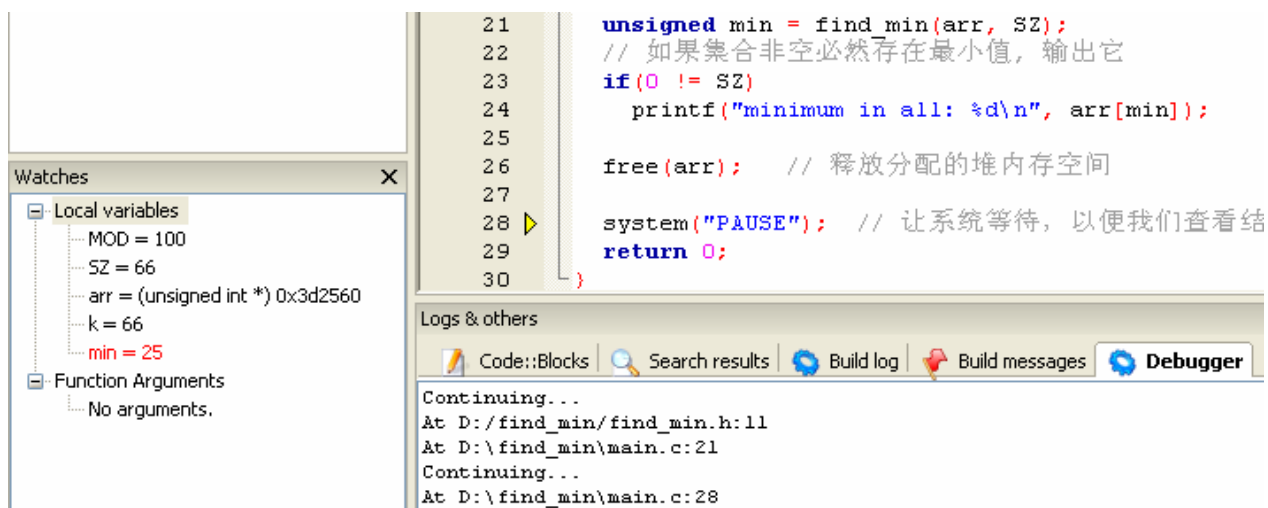 21 unsigned min = find_min(arr, SZ);
22 // 如果集合非空必然存在最小值, 输出它
23 if(0 != SZ)
24 printf("minimum in all: %d\n", arr[min]);
25
26 free(arr); // 释放分配的堆内存空间
27
28 system("PAUSE"); // 让系统等待, 以便我们查看结
29 return 0;
30 }
Watches
Local variables
MOD = 100
SZ = 66
arr = (unsigned int *) 0x3d2560
k = 66
min = 25
Function Arguments
No arguments.
Logs & others
Code::Blocks Search results Build log Build messages Debugger
Continuing...
At D:/find_min/find_min.h:11
At D:\find_min\main.c:21
Continuing...
At D:\find_min\main.c:28